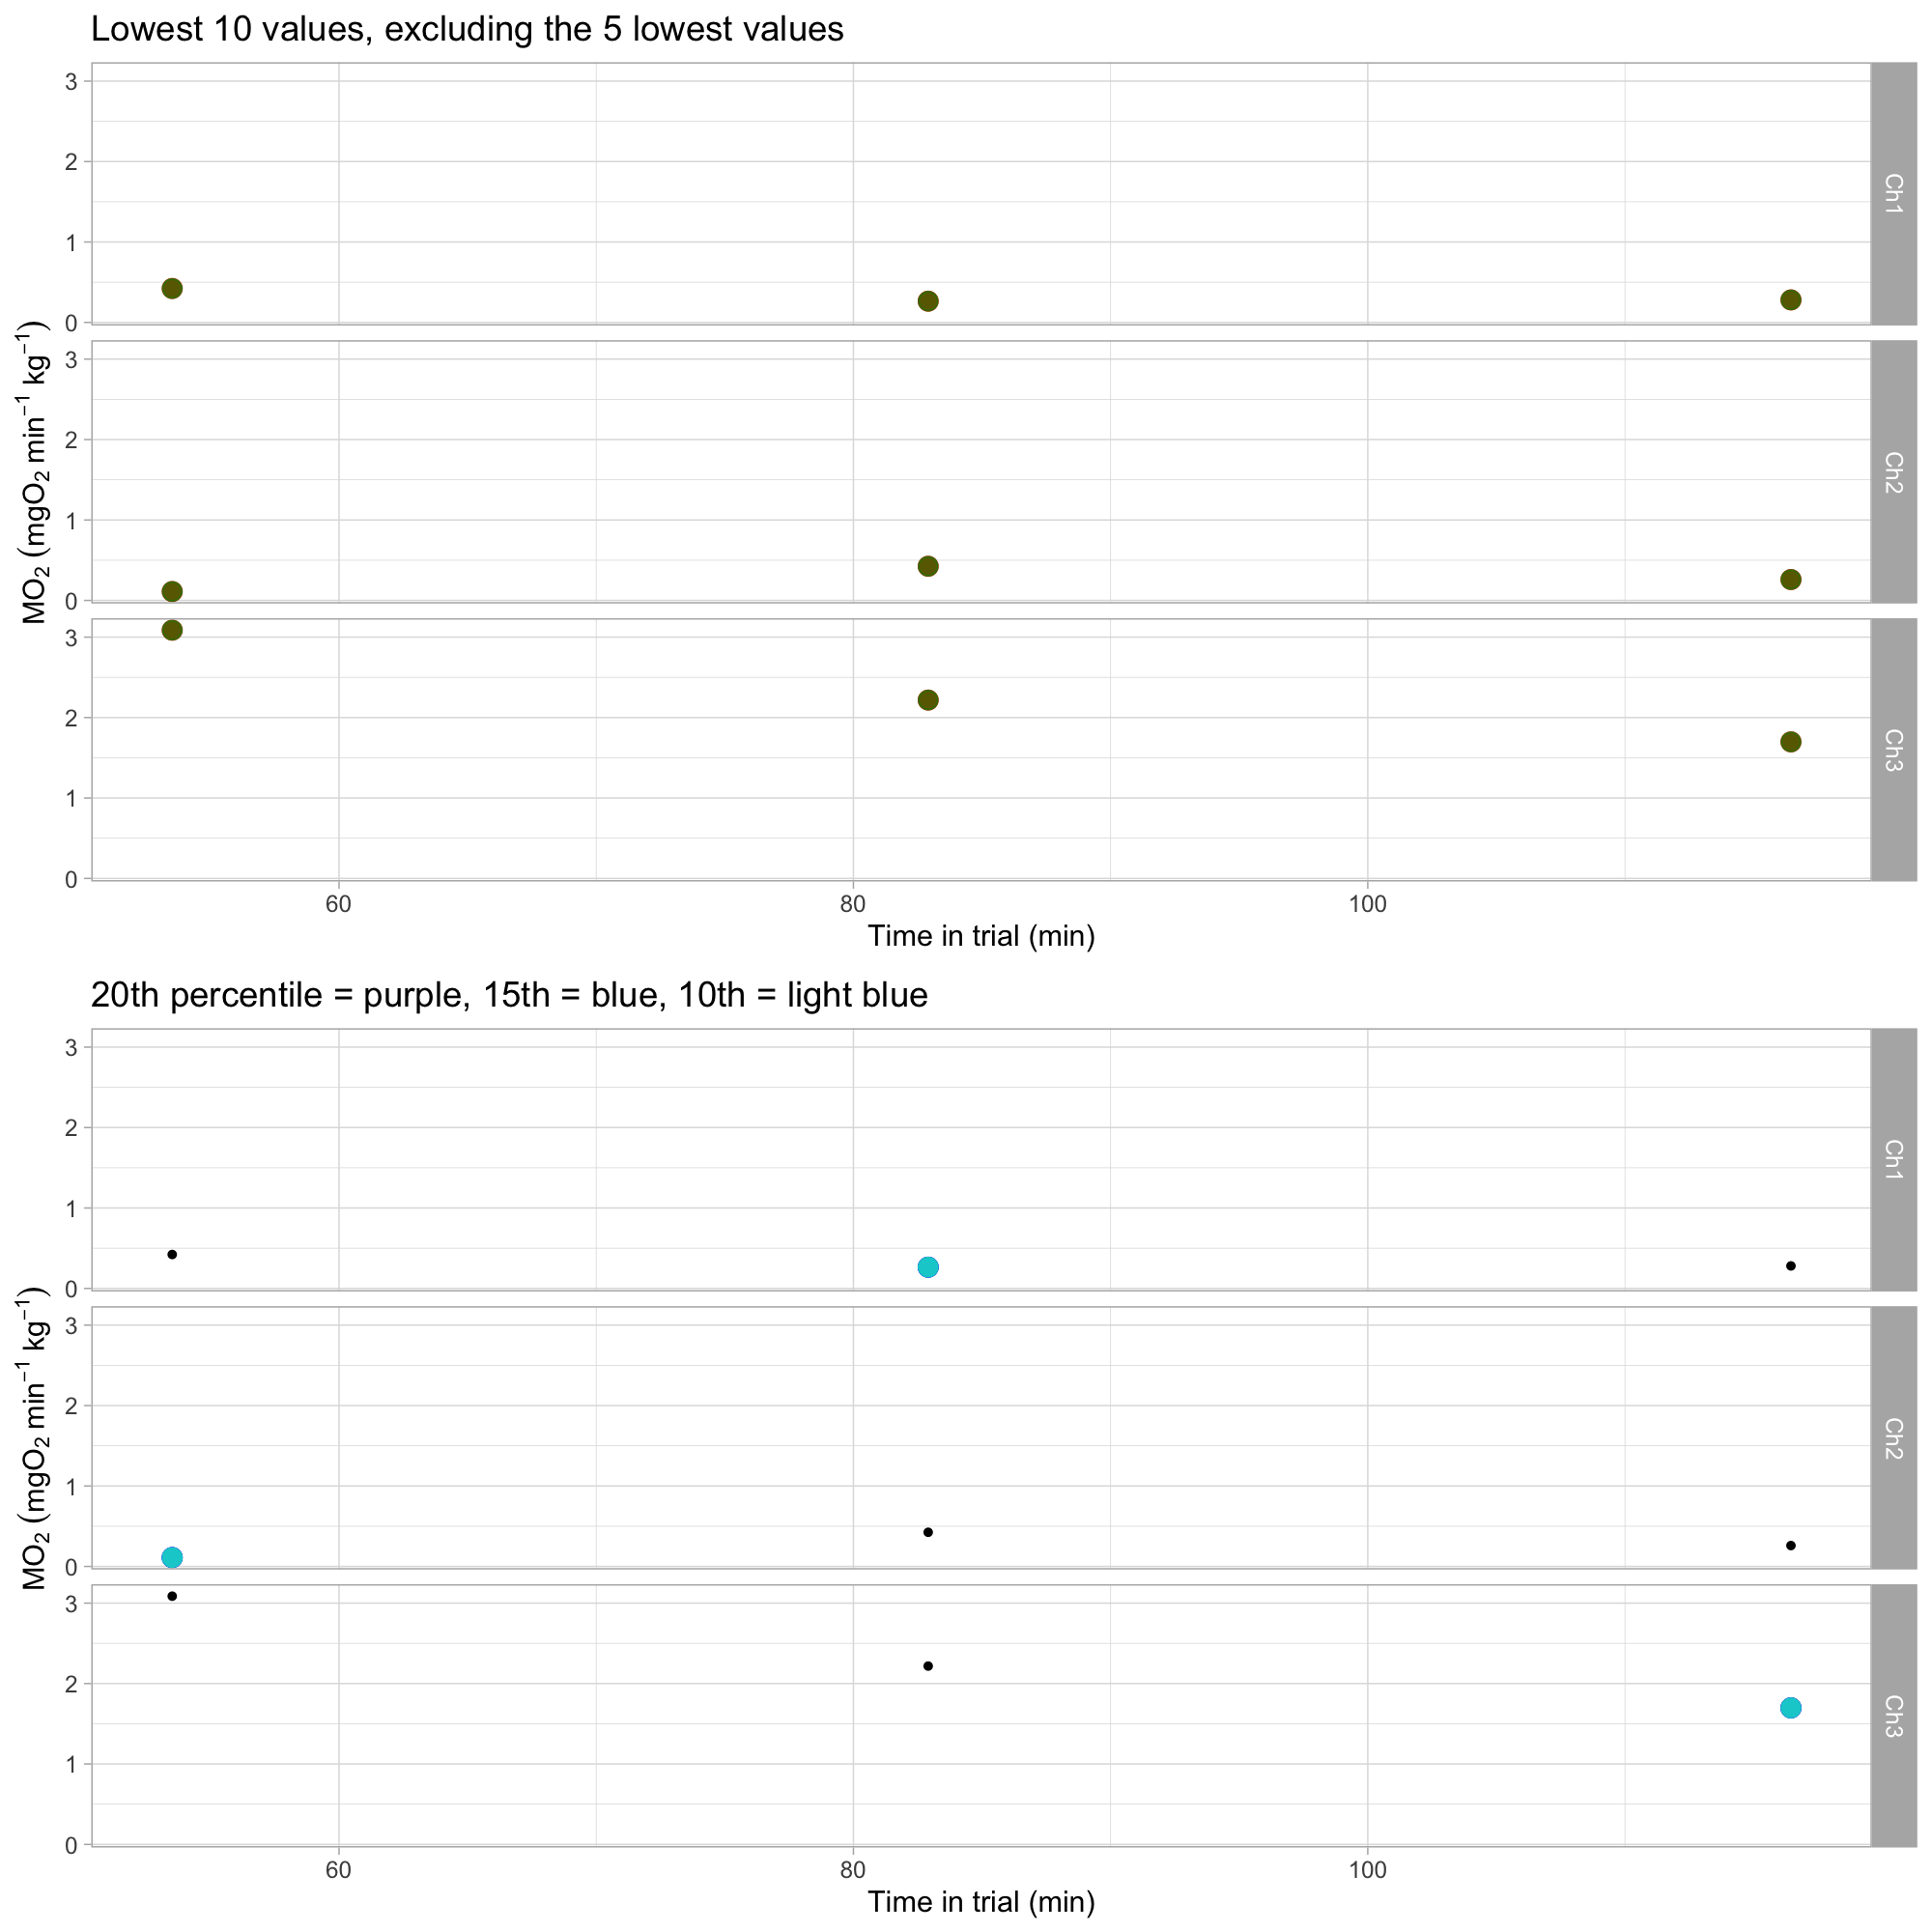 Lowest 10 values, excluding the 5 lowest values
3
2
1
0
Ch1
3
2
1
0
Ch2
3
2
1
0
Ch3
MO₂ (mgO₂ min⁻¹ kg⁻¹)
60 80 100
Time in trial (min)
20th percentile = purple, 15th = blue, 10th = light blue
3
2
1
0
Ch1
3
2
1
0
Ch2
3
2
1
0
Ch3
MO₂ (mgO₂ min⁻¹ kg⁻¹)
60 80 100
Time in trial (min)